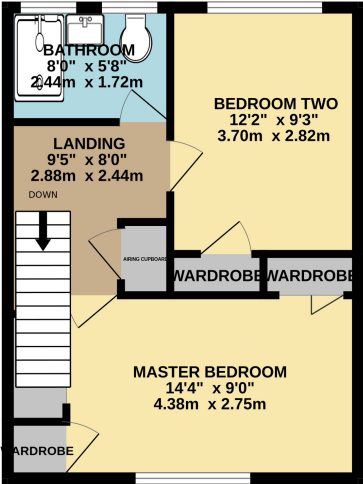 BATHROOM
8'0" x 5'8"
2.44m x 1.72m
BEDROOM TWO
12'2" x 9'3"
3.70m x 2.82m
LANDING
9'5" x 8'0"
2.88m x 2.44m
DOWN
AIRING CUPBOARD
WARDROBE
WARDROBE
MASTER BEDROOM
14'4" x 9'0"
4.38m x 2.75m
WARDROBE